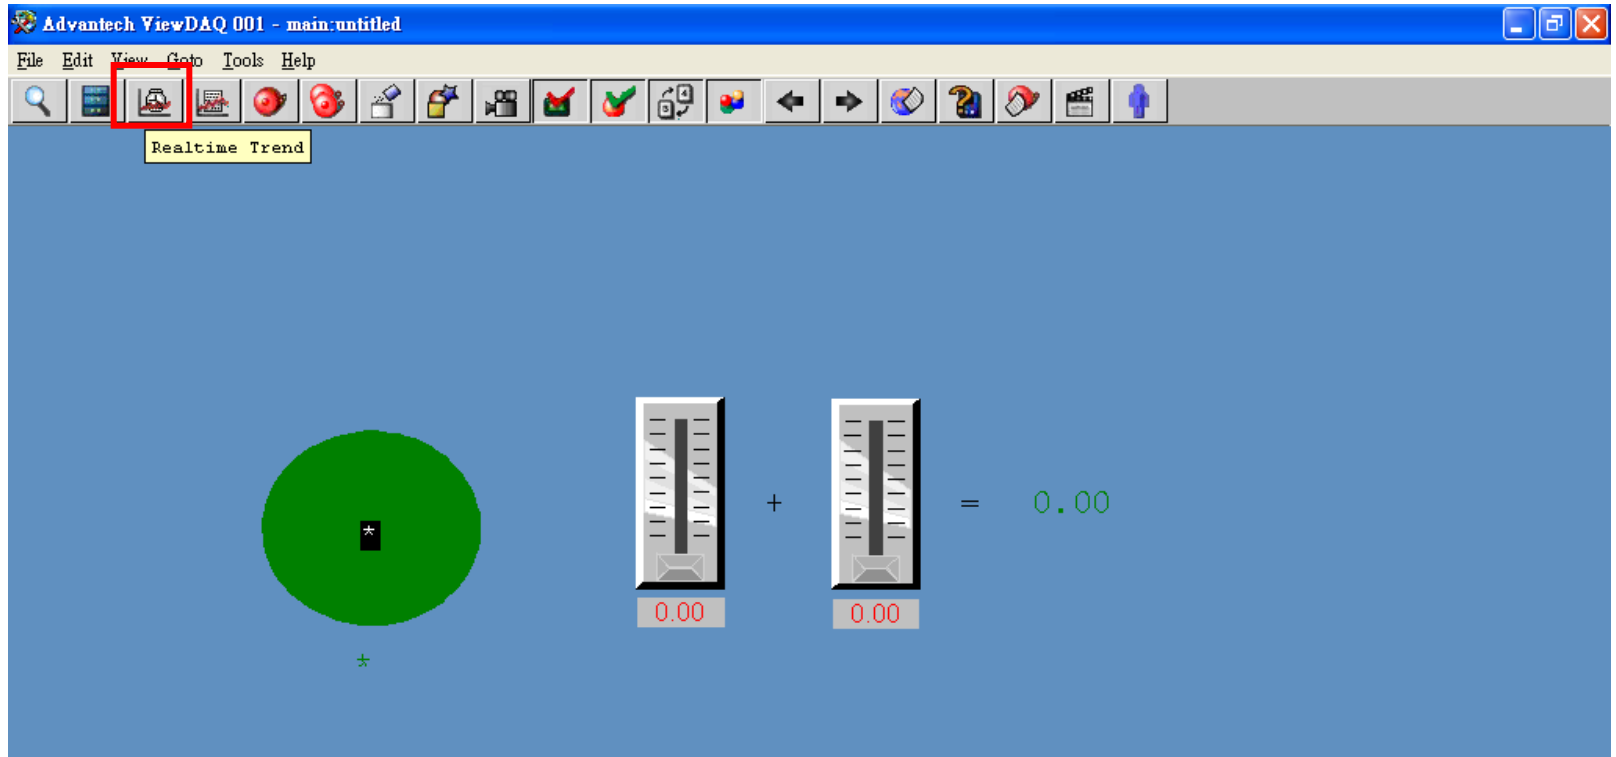 Advantech ViewDAQ 001 - main:untitled
File Edit View Goto Tools Help
Realtime Trend
*
+
=
0.00
0.00
0.00
*